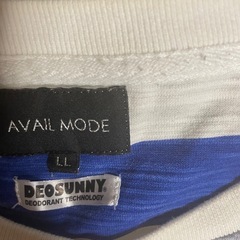 AVAIL MODE
LL
DEOSUNNY
DEODORANT TECHNOLOGY